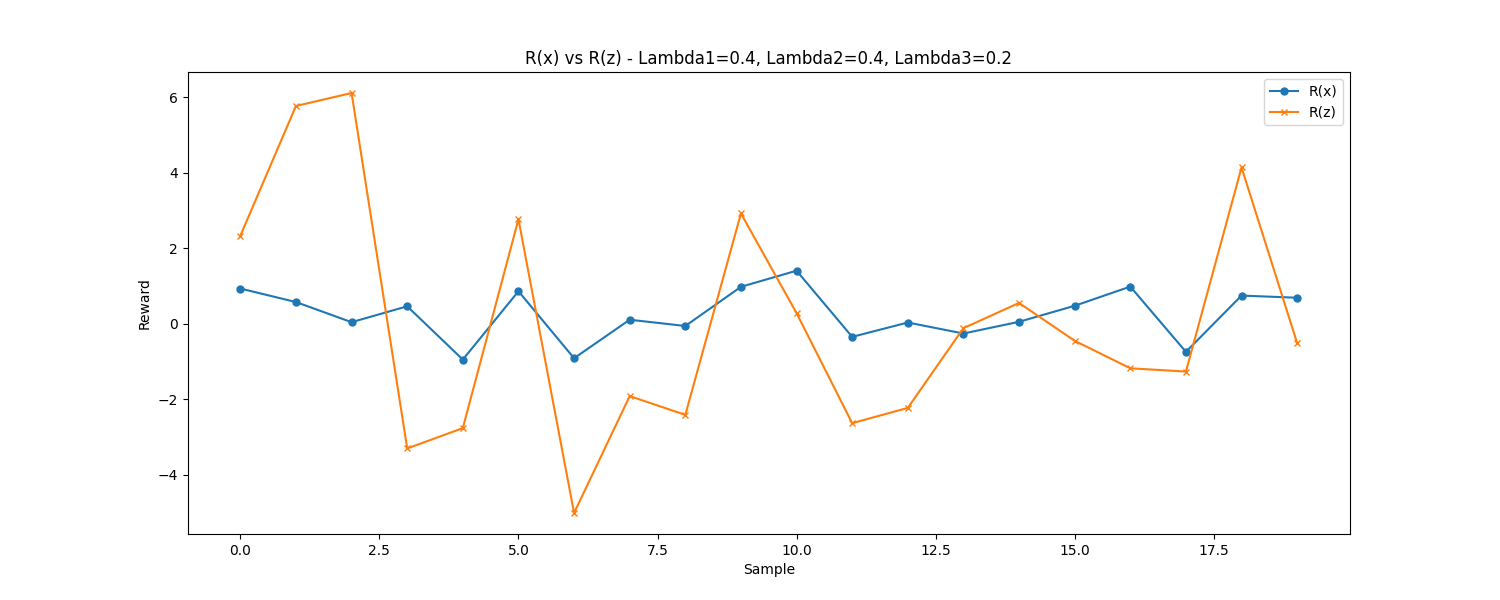 R(x) vs R(z) - Lambda1=0.4, Lambda2=0.4, Lambda3=0.2
R(x)
R(z)
Reward
6
4
2
0
−2
−4
0.0 2.5 5.0 7.5 10.0 12.5 15.0 17.5
Sample